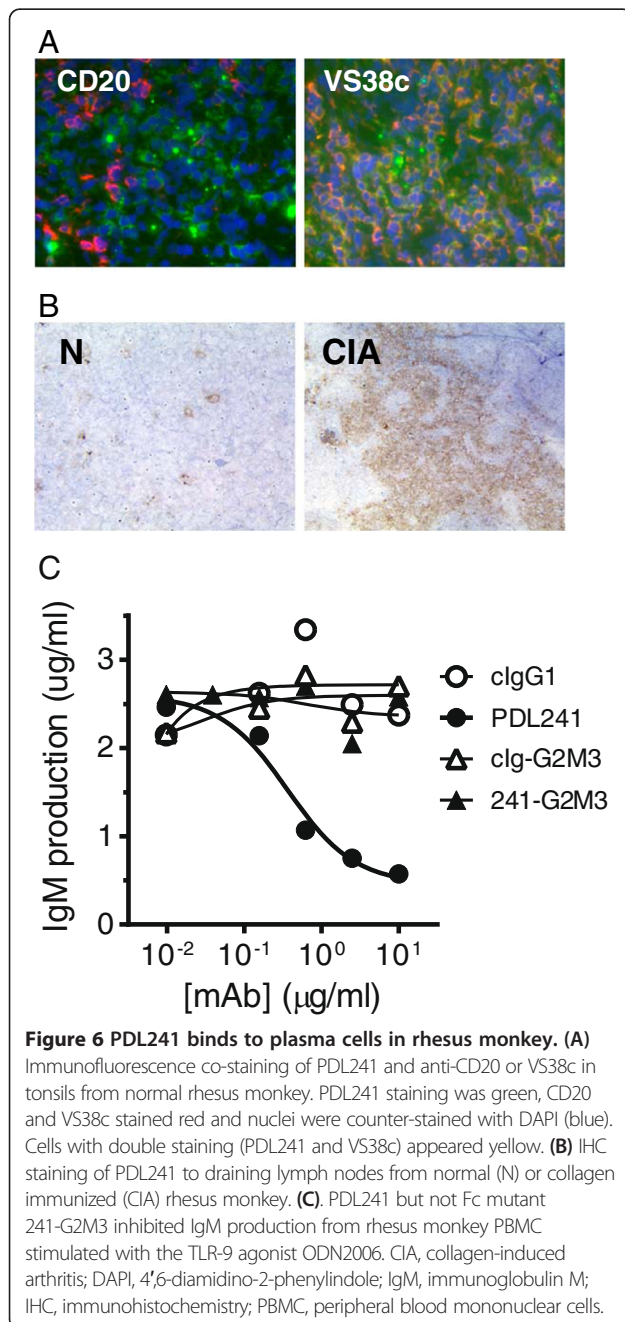 A
CD20
VS38c
B
N
CIA
C
IgM production (ug/ml)
3
2
1
0
10⁻² 10⁻¹ 10⁰ 10¹
[mAb] (μg/ml)
cIgG1
PDL241
cIg-G2M3
241-G2M3
Figure 6 PDL241 binds to plasma cells in rhesus monkey. (A)
Immunofluorescence co-staining of PDL241 and anti-CD20 or VS38c in
tonsils from normal rhesus monkey. PDL241 staining was green, CD20
and VS38c stained red and nuclei were counter-stained with DAPI (blue).
Cells with double staining (PDL241 and VS38c) appeared yellow. (B) IHC
staining of PDL241 to draining lymph nodes from normal (N) or collagen
immunized (CIA) rhesus monkey. (C). PDL241 but not Fc mutant
241-G2M3 inhibited IgM production from rhesus monkey PBMC
stimulated with the TLR-9 agonist ODN2006. CIA, collagen-induced
arthritis; DAPI, 4′,6-diamidino-2-phenylindole; IgM, immunoglobulin M;
IHC, immunohistochemistry; PBMC, peripheral blood mononuclear cells.